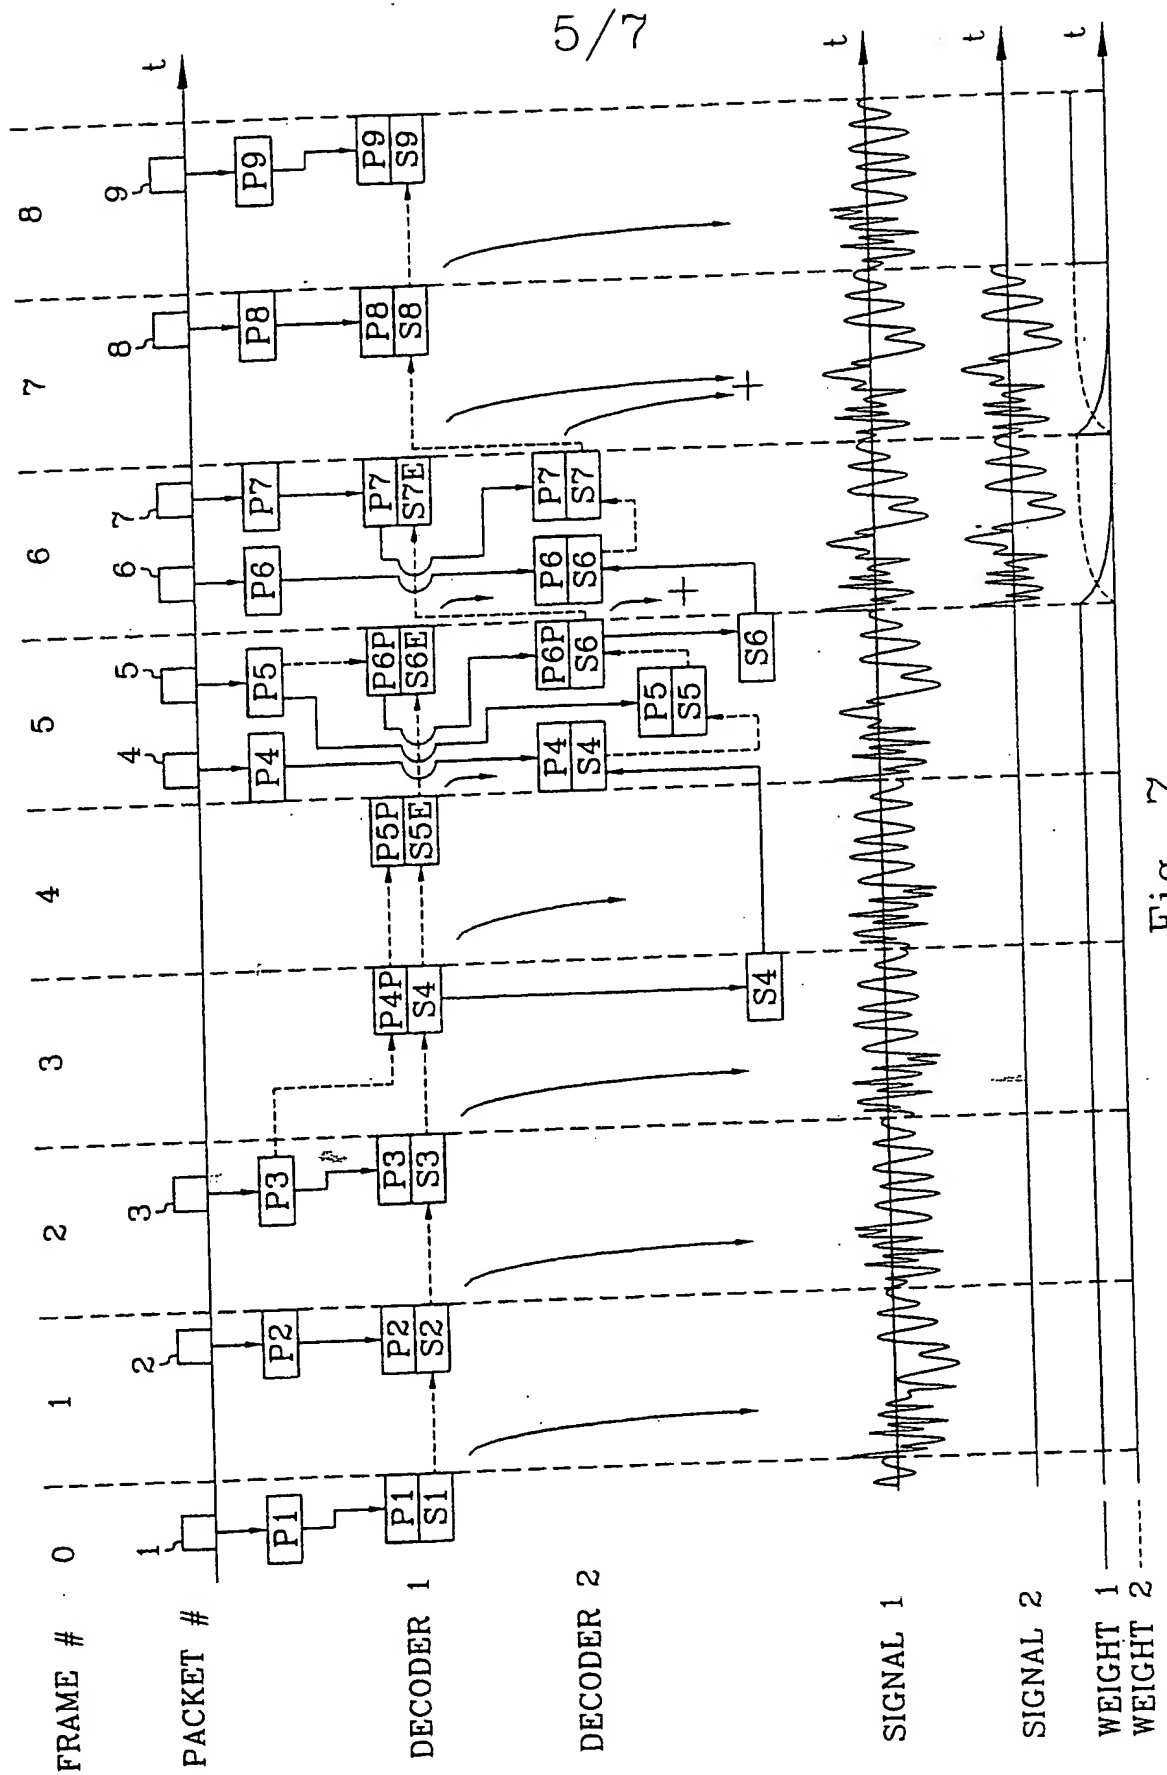 5/7
FRAME # 0 1 2 3 4 5 6 7 8
PACKET # 1 2 3 4 5 6 7 8 9 t
P1 P2 P3 P4 P5 P6 P7 P8 P9
DECODER 1
P1 P2 P3 P4P P5P P6P P7 P8 P9
S1 S2 S3 S4 S5E S6E S7E S8 S9
DECODER 2
P4 P6P P6 P7
S4 S6 S6 S7
P5
S5
S4 S6
+ +
SIGNAL 1 t
SIGNAL 2 t
WEIGHT 1 t
WEIGHT 2
Fig. 7